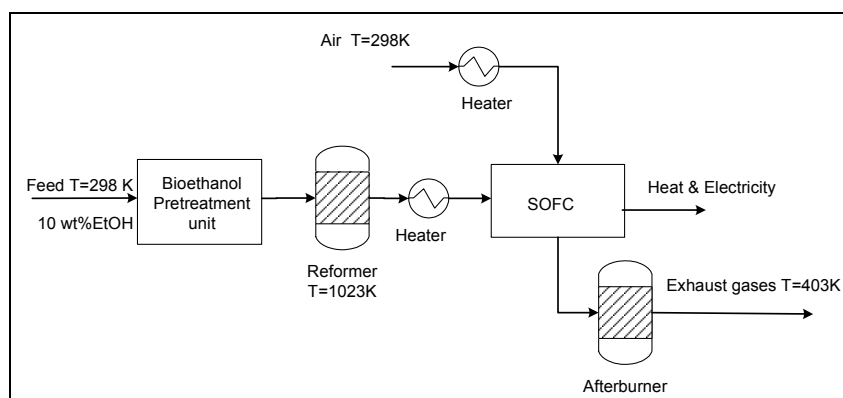 Air T=298K
Heater
Feed T=298 K
10 wt%EtOH
Bioethanol
Pretreatment
unit
Reformer
T=1023K
Heater
SOFC
Heat & Electricity
Exhaust gases T=403K
Afterburner